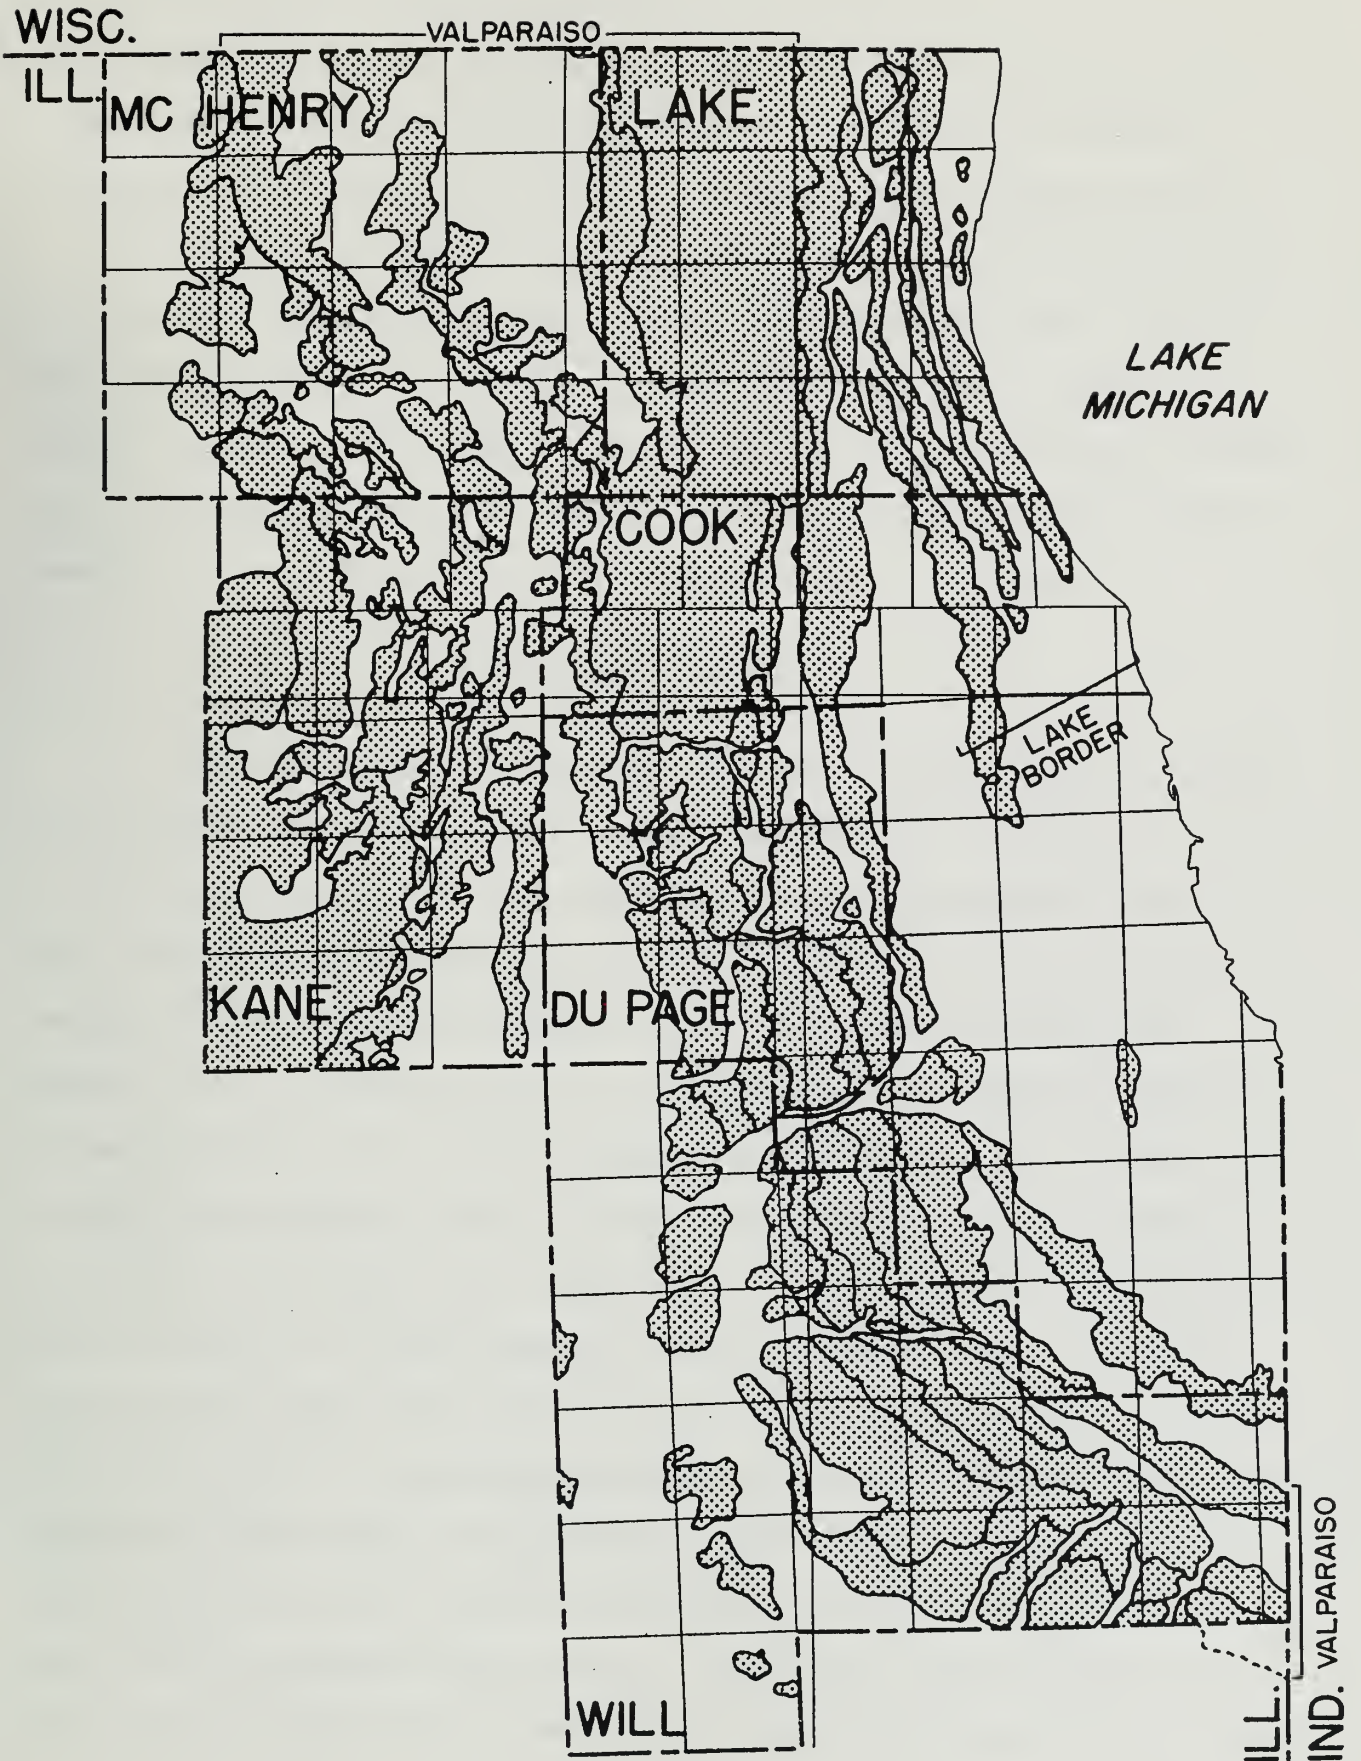 WISC.
VALPARAISO
ILL.
MC HENRY
LAKE
LAKE
MICHIGAN
COOK
LAKE
BORDER
KANE
DU PAGE
VALPARAISO
WILL
ILL.
IND.